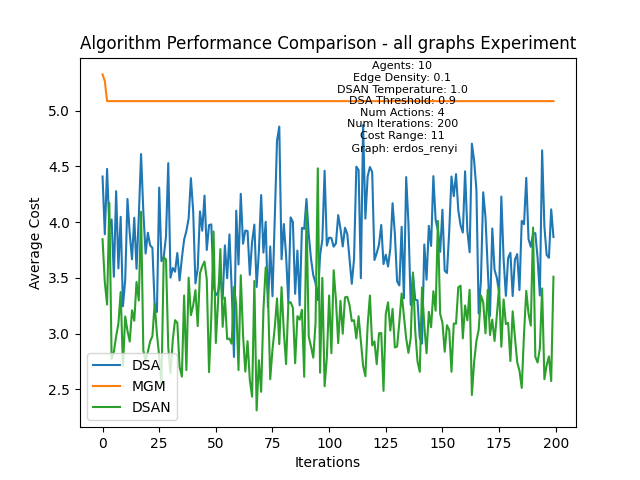 Algorithm Performance Comparison - all graphs Experiment
Agents: 10
Edge Density: 0.1
DSAN Temperature: 1.0
DSA Threshold: 0.9
Num Actions: 4
Num Iterations: 200
Cost Range: 11
Graph: erdos_renyi
Average Cost
5.0
4.5
4.0
3.5
3.0
2.5
DSA
MGM
DSAN
0
25
50
75
100
125
150
175
200
Iterations